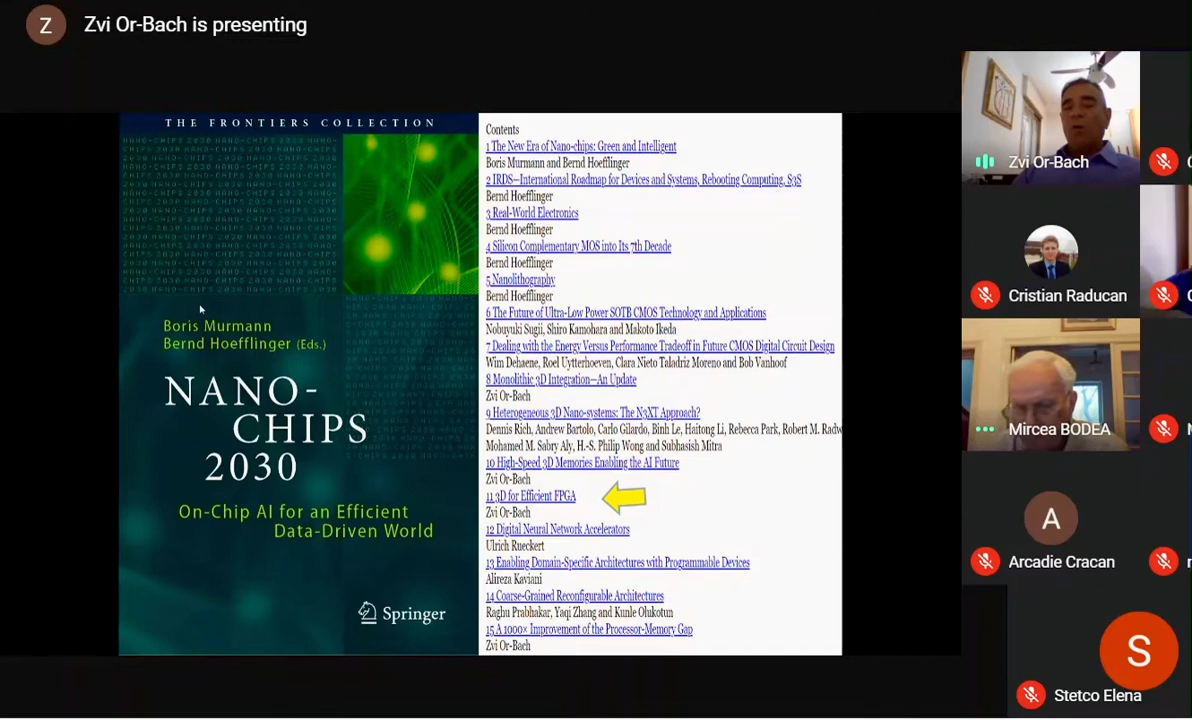 Z
Zvi Or-Bach is presenting
THE FRONTIERS COLLECTION
Boris Murmann
Bernd Hoefflinger (Eds.)
NANO-
CHIPS
2030
On-Chip AI for an Efficient
Data-Driven World
Springer
Contents
1 The New Era of Nano-chips: Green and Intelligent
Boris Murmann and Bernd Hoefflinger
2 IRDS—International Roadmap for Devices and Systems, Rebooting Computing, S3S
Bernd Hoefflinger
3 Real-World Electronics
Bernd Hoefflinger
4 Silicon Complementary MOS into Its 7th Decade
Bernd Hoefflinger
5 Nanolithography
Bernd Hoefflinger
6 The Future of Ultra-Low Power SOTB CMOS Technology and Applications
Nobuyuki Sugii, Shiro Kamohara and Makoto Ikeda
7 Dealing with the Energy Versus Performance Tradeoff in Future CMOS Digital Circuit Design
Wim Dehaene, Roel Uytterhoeven, Clara Nieto Taladriz Moreno and Bob Vanhoof
8 Monolithic 3D Integration—An Update
Zvi Or-Bach
9 Heterogeneous 3D Nano-systems: The N3XT Approach?
Dennis Rich, Andrew Bartolo, Carlo Gilardo, Binh Le, Haitong Li, Rebecca Park, Robert M. Radw
Mohamed M. Sabry Aly, H.-S. Philip Wong and Subhasish Mitra
10 High-Speed 3D Memories Enabling the AI Future
Zvi Or-Bach
11 3D for Efficient FPGA
Zvi Or-Bach
12 Digital Neural Network Accelerators
Ulrich Rueckert
13 Enabling Domain-Specific Architectures with Programmable Devices
Alireza Kaviani
14 Coarse-Grained Reconfigurable Architectures
Raghu Prabhakar, Yaqi Zhang and Kunle Olukotun
15 A 1000× Improvement of the Processor-Memory Gap
Zvi Or-Bach
Zvi Or-Bach
Cristian Raducan
Mircea BODEA
A
Arcadie Cracan
S
Stetco Elena